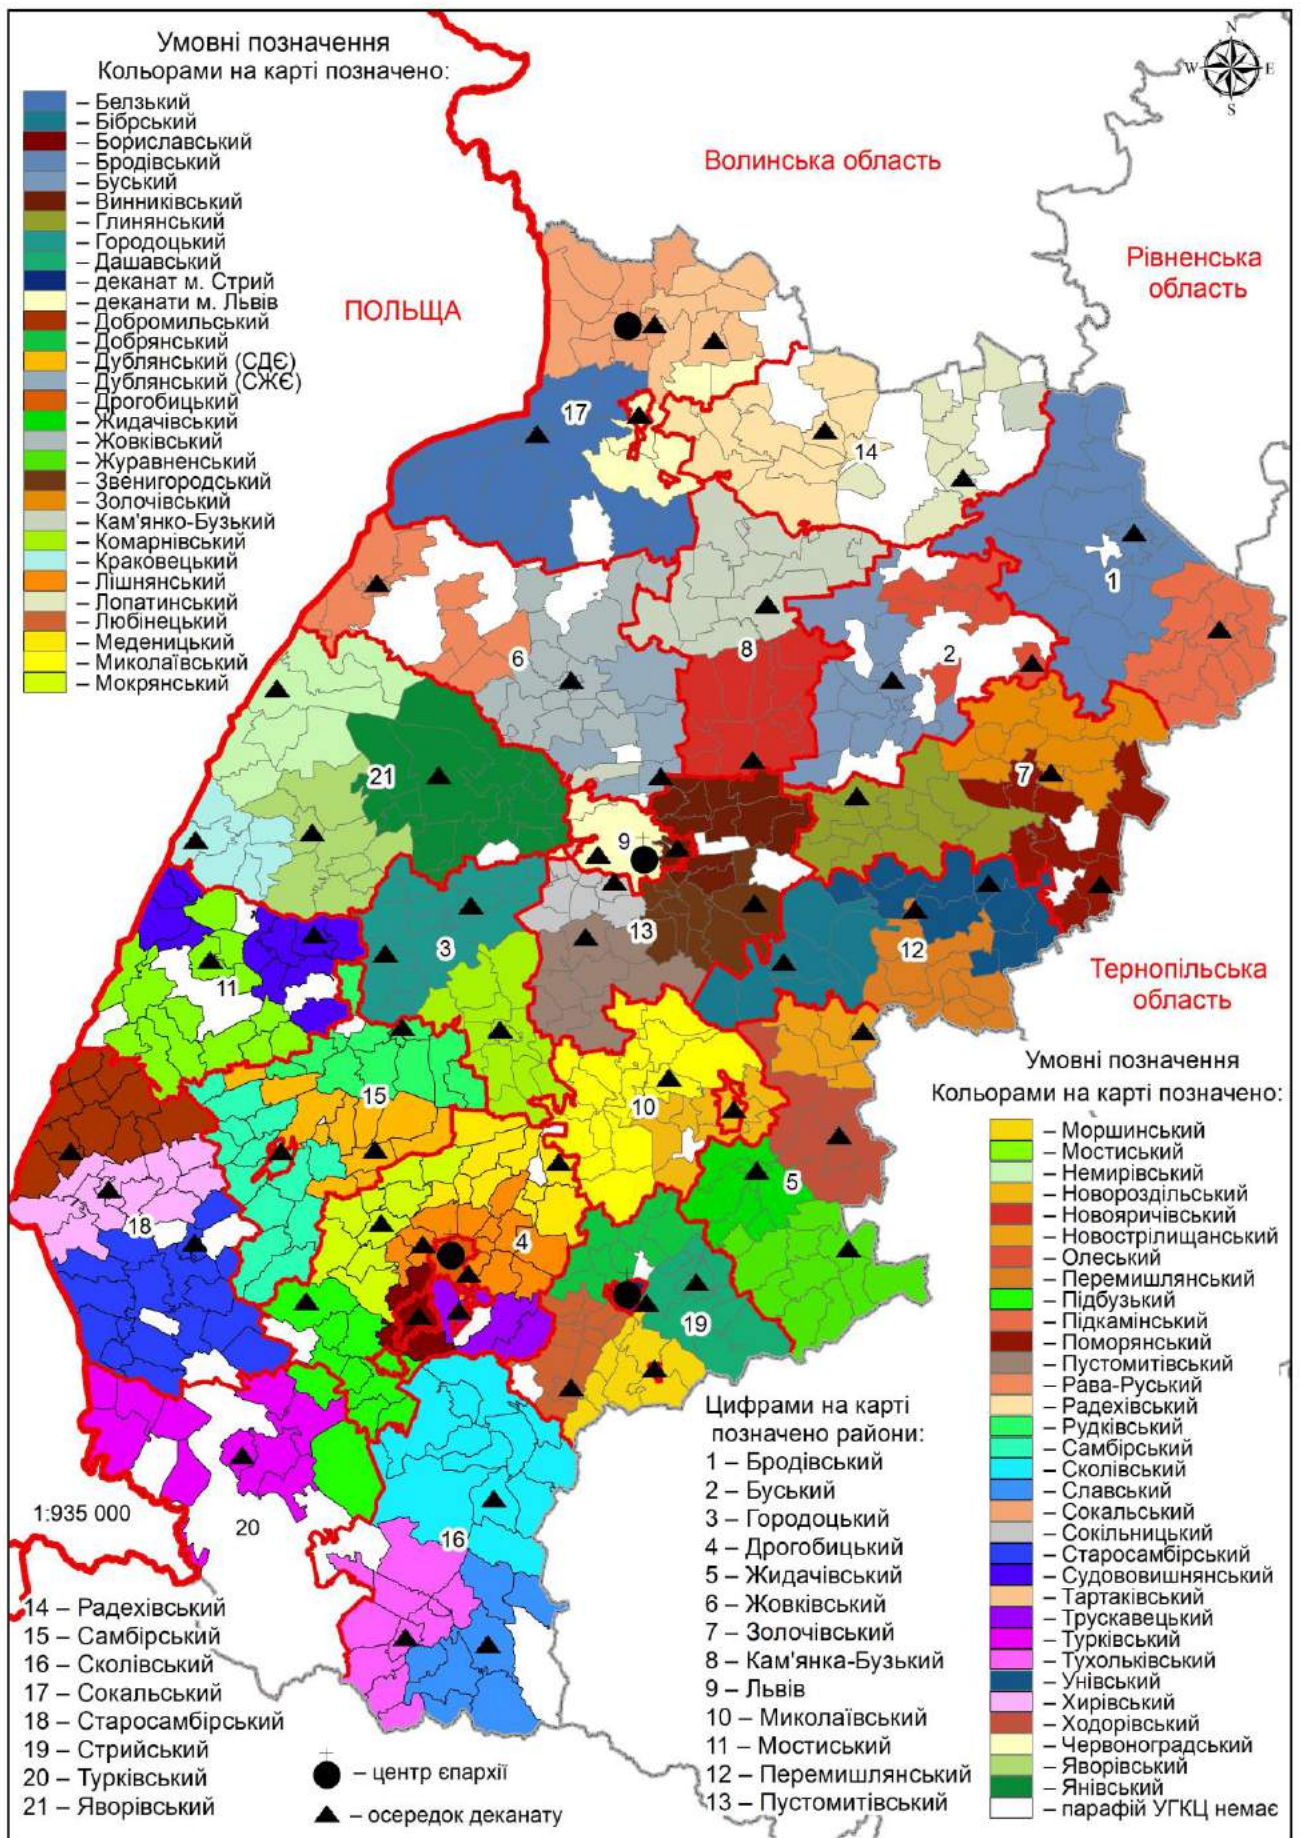 Умовні позначення
Кольорами на карті позначено:
– Белзький
– Бібрський
– Бориславський
– Бродівський
– Буський
– Винниківський
– Глинянський
– Городоцький
– Дашавський
– деканат м. Стрий
– деканати м. Львів
– Добромильський
– Добрянський
– Дублянський (СДЄ)
– Дублянський (СЖЄ)
– Дрогобицький
– Жидачівський
– Жовківський
– Журавненський
– Звенигородський
– Золочівський
– Кам'янко-Бузький
– Комарнівський
– Краковецький
– Лішнянський
– Лопатинський
– Любінецький
– Меденицький
– Миколаївський
– Мокрянський
N
W E
S
Волинська область
Рівненська
область
ПОЛЬЩА
17
14
1
6
8
2
21
7
9
3
13
12
11
Тернопільська
область
15
10
5
18
4
19
20
16
1:935 000
Умовні позначення
Кольорами на карті позначено:
– Моршинський
– Мостиський
– Немирівський
– Новороздільський
– Новояричівський
– Новострілищанський
– Олеський
– Перемишлянський
– Підбузький
– Підкамінський
– Поморянський
– Пустомитівський
– Рава-Руський
– Радехівський
– Рудківський
– Самбірський
– Сколівський
– Славський
– Сокальський
– Сокільницький
– Старосамбірський
– Судововишнянський
– Тартаківський
– Трускавецький
– Турківський
– Тухольківський
– Унівський
– Хирівський
– Ходорівський
– Червоноградський
– Яворівський
– Янівський
– парафій УГКЦ немає
Цифрами на карті
позначено райони:
1 – Бродівський
2 – Буський
3 – Городоцький
4 – Дрогобицький
5 – Жидачівський
6 – Жовківський
7 – Золочівський
8 – Кам'янка-Бузький
9 – Львів
10 – Миколаївський
11 – Мостиський
12 – Перемишлянський
13 – Пустомитівський
14 – Радехівський
15 – Самбірський
16 – Сколівський
17 – Сокальський
18 – Старосамбірський
19 – Стрийський
20 – Турківський
21 – Яворівський
– центр єпархії
– осередок деканату